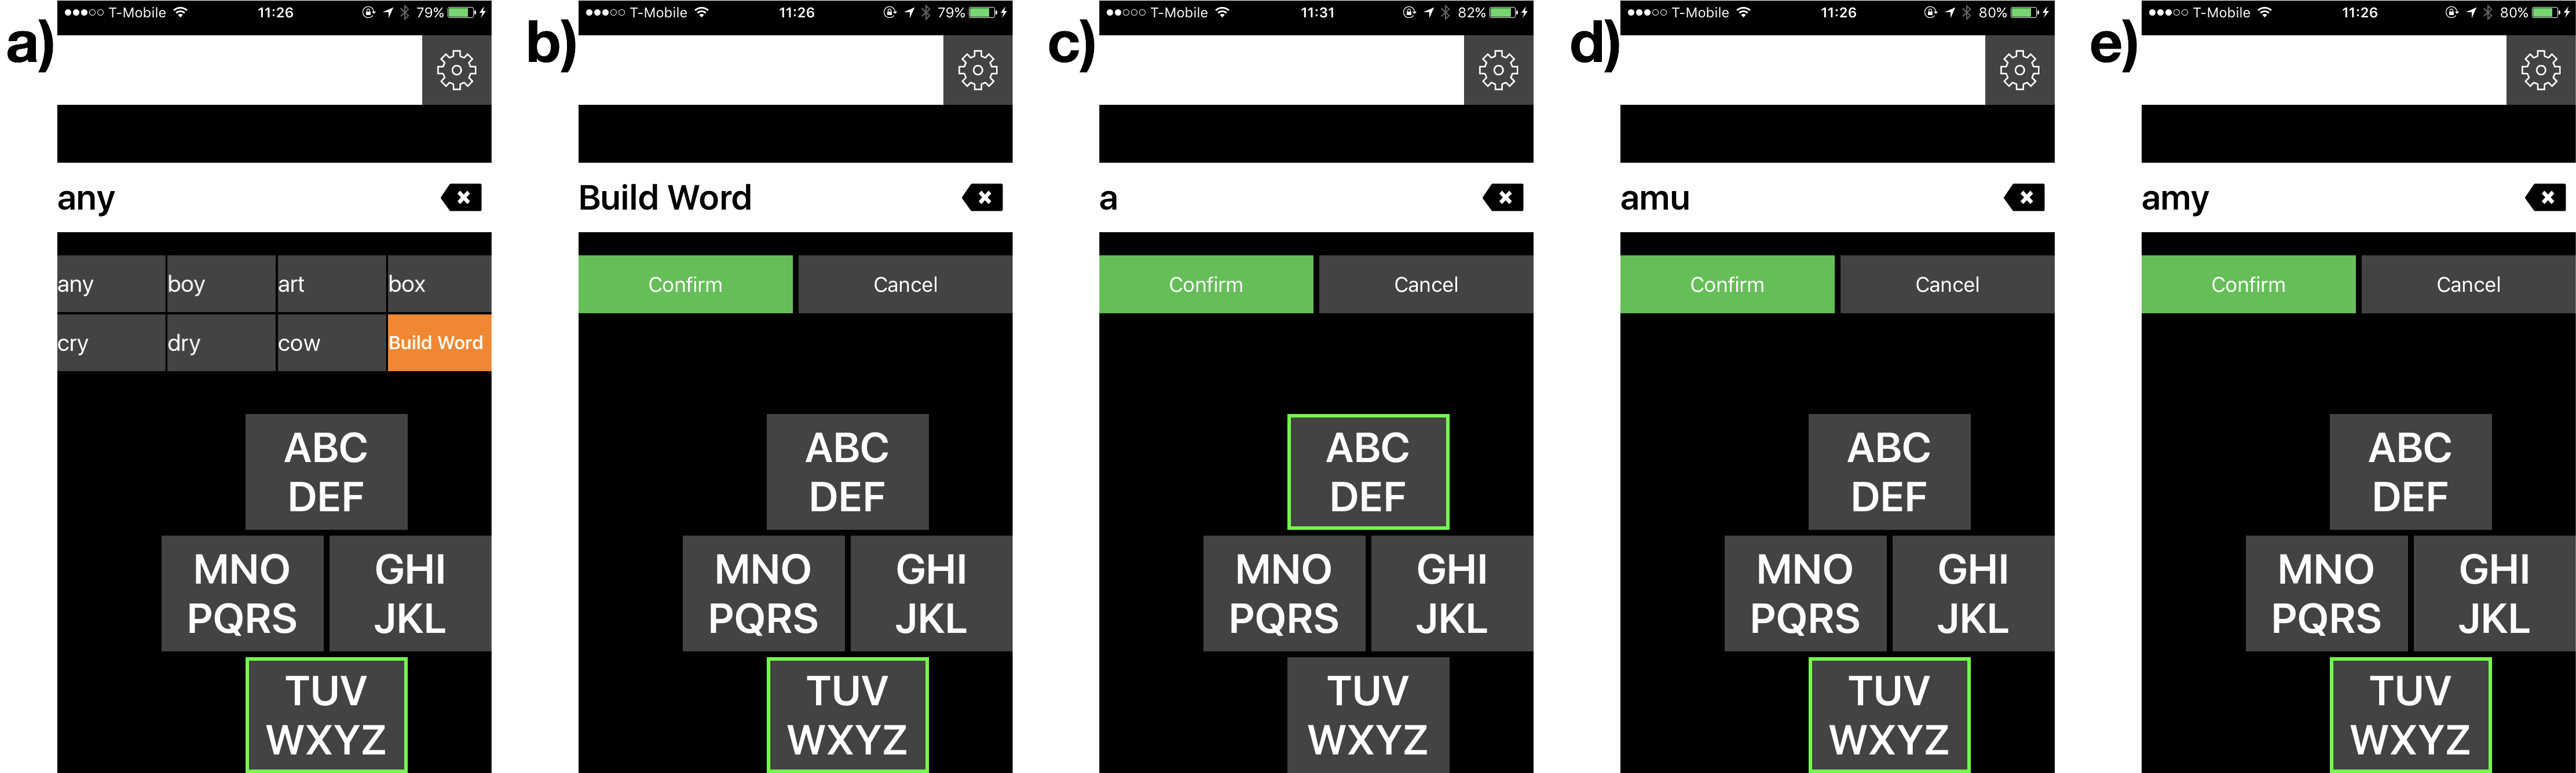 a)
T-Mobile 11:26 79%
any
any boy art box
cry dry cow Build Word
ABC
DEF
MNO GHI
PQRS JKL
TUV
WXYZ
b)
T-Mobile 11:26 79%
Build Word
Confirm Cancel
ABC
DEF
MNO GHI
PQRS JKL
TUV
WXYZ
c)
T-Mobile 11:31 82%
a
Confirm Cancel
ABC
DEF
MNO GHI
PQRS JKL
TUV
WXYZ
d)
T-Mobile 11:26 80%
amu
Confirm Cancel
ABC
DEF
MNO GHI
PQRS JKL
TUV
WXYZ
e)
T-Mobile 11:26 80%
amy
Confirm Cancel
ABC
DEF
MNO GHI
PQRS JKL
TUV
WXYZ